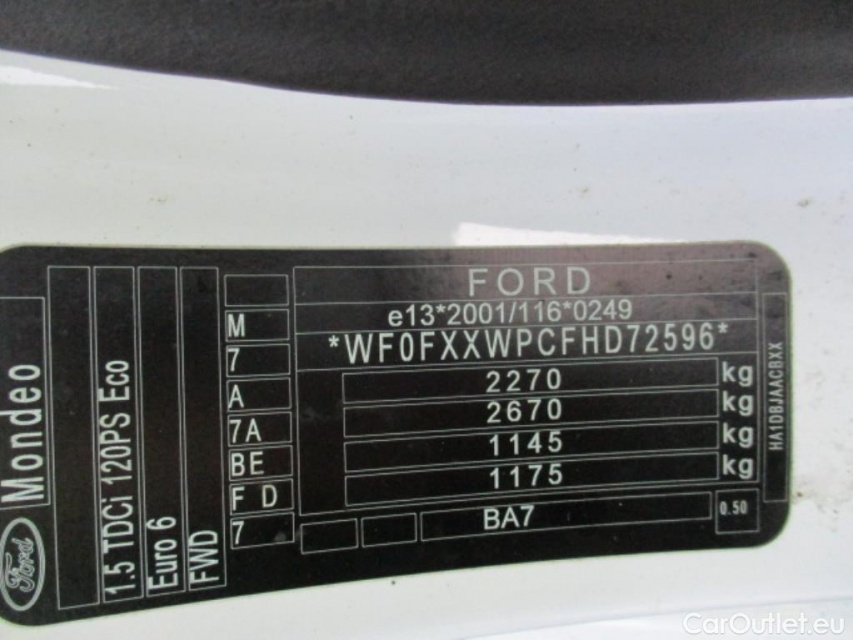 FORD
e13*2001/116*0249
*WF0FXXWPCFHD72596*
2270 kg
2670 kg
1145 kg
1175 kg
BA7
0.50
M
7
A
7A
BE
F D
7
HA1DBJAACBXX
Mondeo
1.5 TDCi 120PS Eco
Euro 6
FWD
Ford
CarOutlet.eu